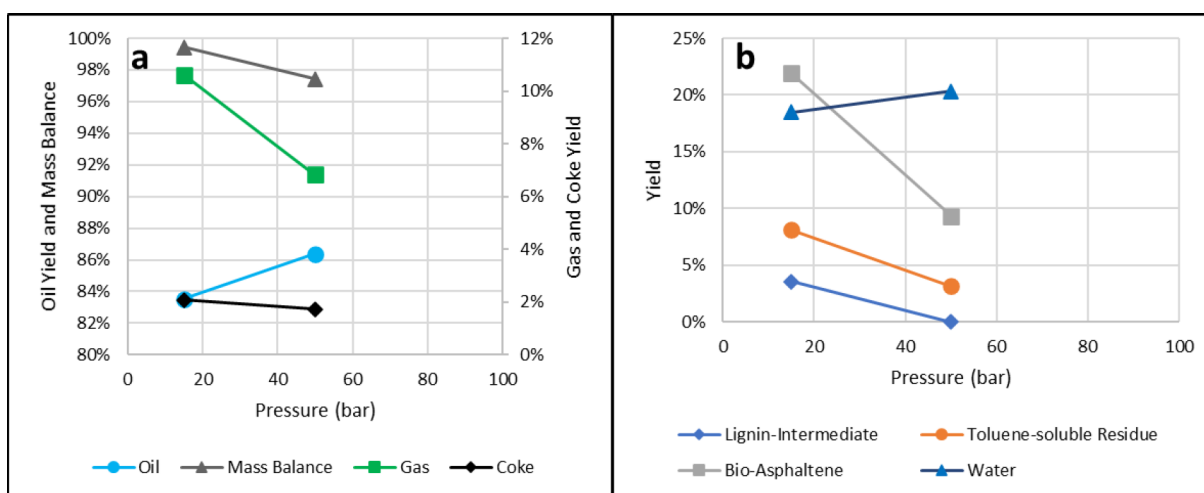 a
100%
98%
96%
94%
92%
90%
88%
86%
84%
82%
80%
Oil Yield and Mass Balance
12%
10%
8%
6%
4%
2%
0%
Gas and Coke Yield
0 20 40 60 80 100
Pressure (bar)
Oil Mass Balance Gas Coke
b
25%
20%
15%
10%
5%
0%
Yield
0 20 40 60 80 100
Pressure (bar)
Lignin-Intermediate Toluene-soluble Residue
Bio-Asphaltene Water